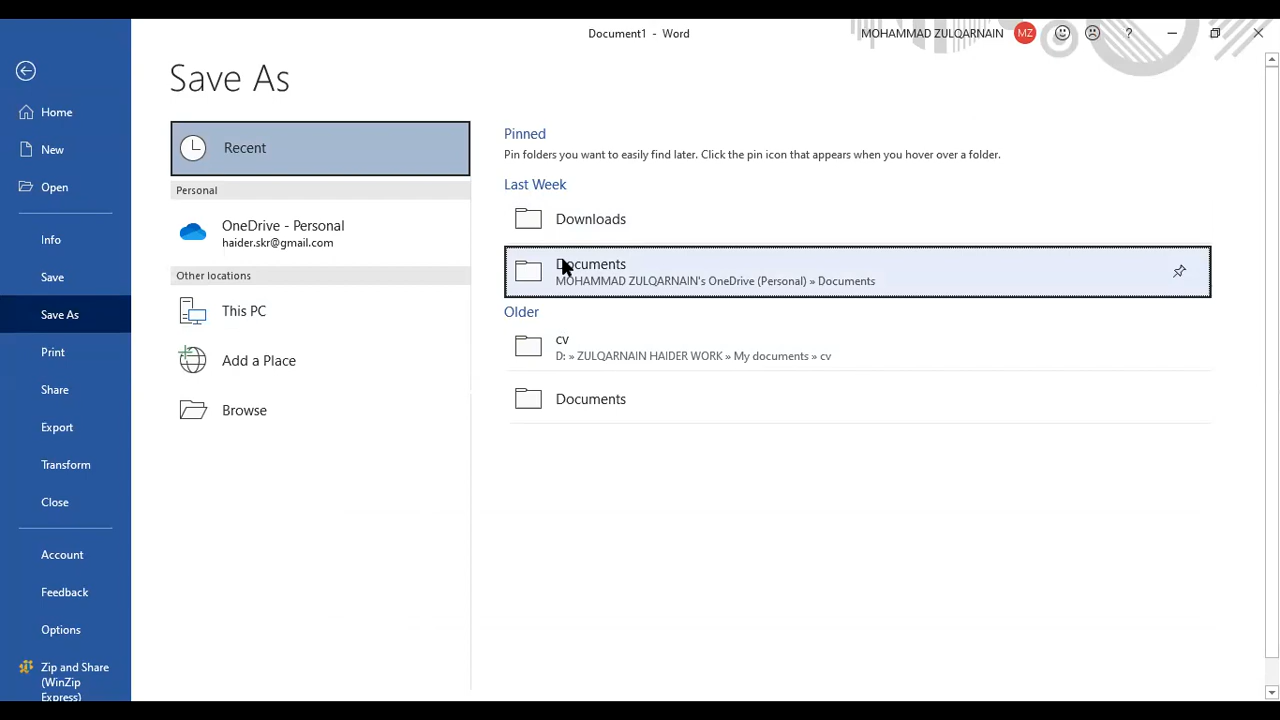 Document1 - Word
MOHAMMAD ZULQARNAIN MZ ?
Save As
Home
New
Open
Info
Save
Save As
Print
Share
Export
Transform
Close
Account
Feedback
Options
Zip and Share
(WinZip
Express)
Recent
Personal
OneDrive - Personal
haider.skr@gmail.com
Other locations
This PC
Add a Place
Browse
Pinned
Pin folders you want to easily find later. Click the pin icon that appears when you hover over a folder.
Last Week
Downloads
Documents
MOHAMMAD ZULQARNAIN's OneDrive (Personal) » Documents
Older
cv
D: » ZULQARNAIN HAIDER WORK » My documents » cv
Documents